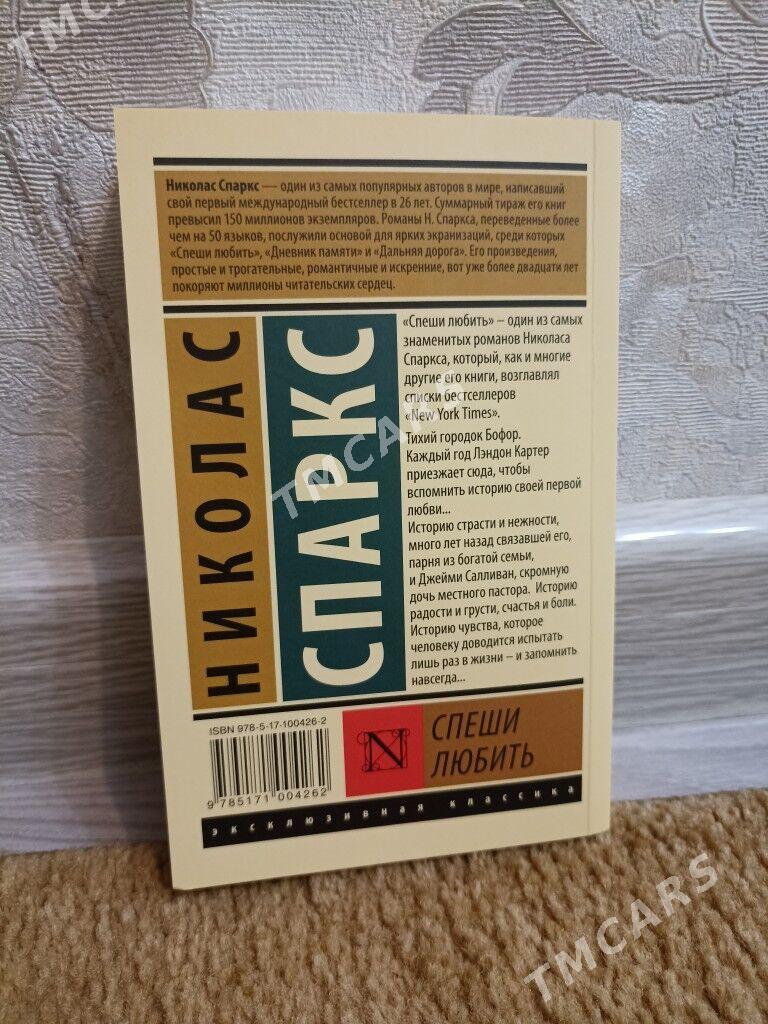 TMCARS
Николас Спаркс — один из самых популярных авторов в мире, написавший
свой первый международный бестселлер в 26 лет. Суммарный тираж его книг
превысил 150 миллионов экземпляров. Романы Н. Спаркса, переведенные более
чем на 50 языков, послужили основой для ярких экранизаций, среди которых
«Спеши любить», «Дневник памяти» и «Дальняя дорога». Его произведения,
простые и трогательные, романтичные и искренние, вот уже более двадцати лет
покоряют миллионы читательских сердец.
НИКОЛАС
СПАРКС
«Спеши любить» – один из самых
знаменитых романов Николаса
Спаркса, который, как и многие
другие его книги, возглавлял
списки бестселлеров
«New York Times».
Тихий городок Бофор.
Каждый год Лэндон Картер
приезжает сюда, чтобы
вспомнить историю своей первой
любви...
Историю страсти и нежности,
много лет назад связавшей его,
парня из богатой семьи,
и Джейми Салливан, скромную
дочь местного пастора. Историю
радости и грусти, счастья и боли.
Историю чувства, которое
человеку доводится испытать
лишь раз в жизни – и запомнить
навсегда...
TMCARS
ISBN 978-5-17-100426-2
9 785171 004262
N
СПЕШИ
ЛЮБИТЬ
эксклюзивная классика
TMCARS